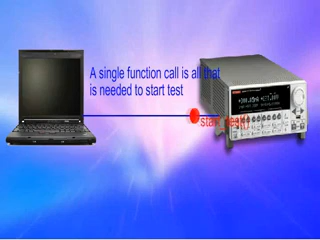 A single function call is all that
is needed to start test